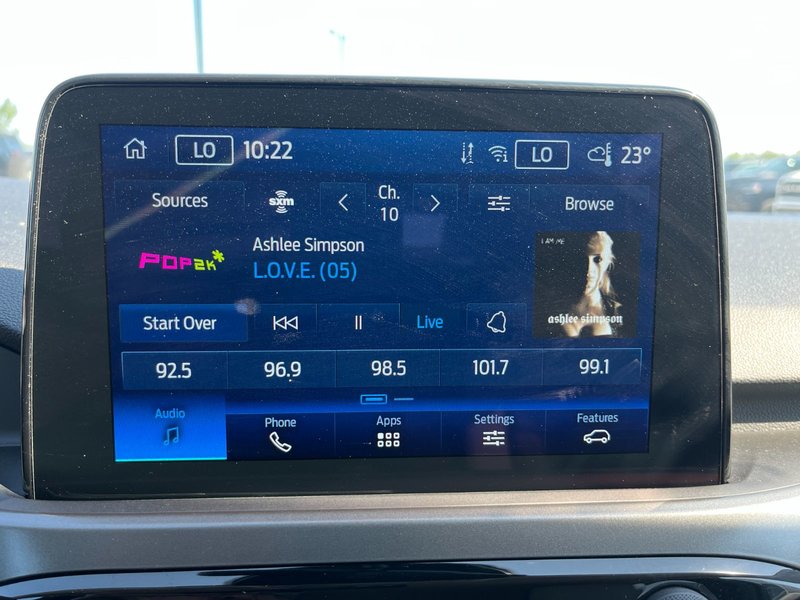 LO 10:22 LO 23°
Sources sxm Ch. 10 Browse
POP2K*
Ashlee Simpson
L.O.V.E. (05)
I AM ME
ashlee simpson
Start Over Live
92.5 96.9 98.5 101.7 99.1
Audio Phone Apps Settings Features